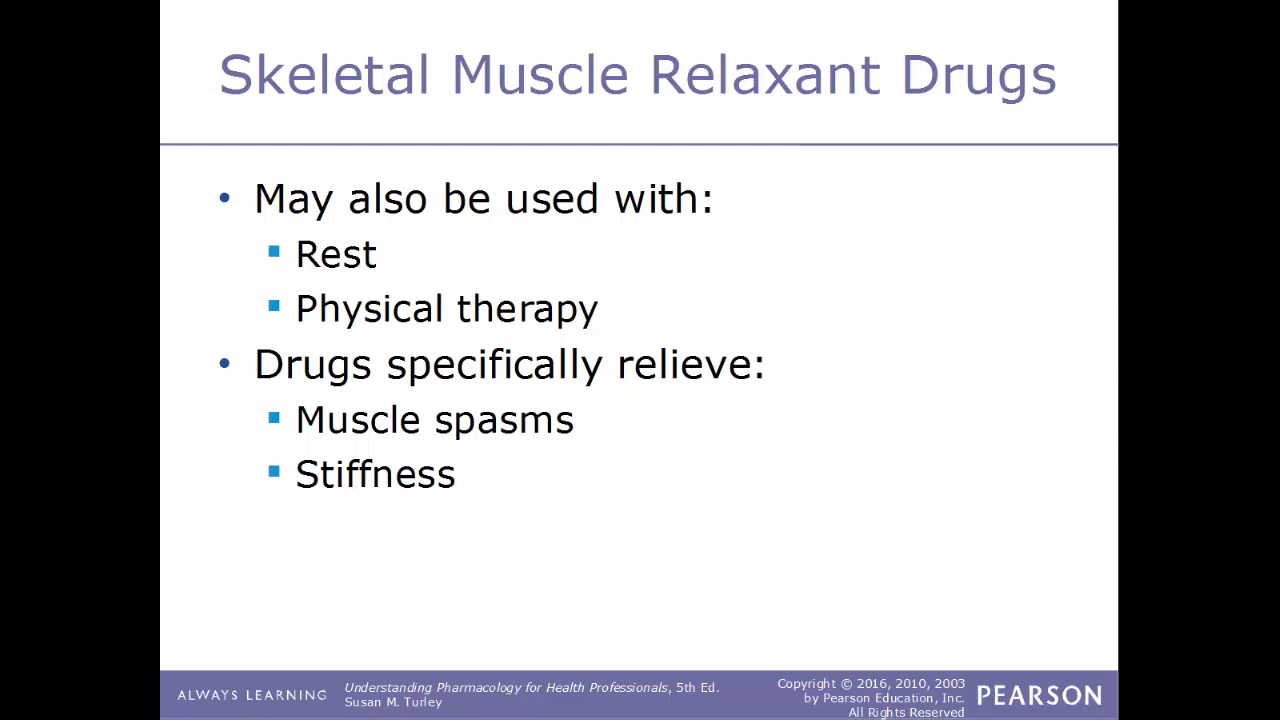 Skeletal Muscle Relaxant Drugs
• May also be used with:
▪ Rest
▪ Physical therapy
• Drugs specifically relieve:
▪ Muscle spasms
▪ Stiffness
ALWAYS LEARNING
Understanding Pharmacology for Health Professionals, 5th Ed.
Susan M. Turley
Copyright © 2016, 2010, 2003
by Pearson Education, Inc.
All Rights Reserved
PEARSON